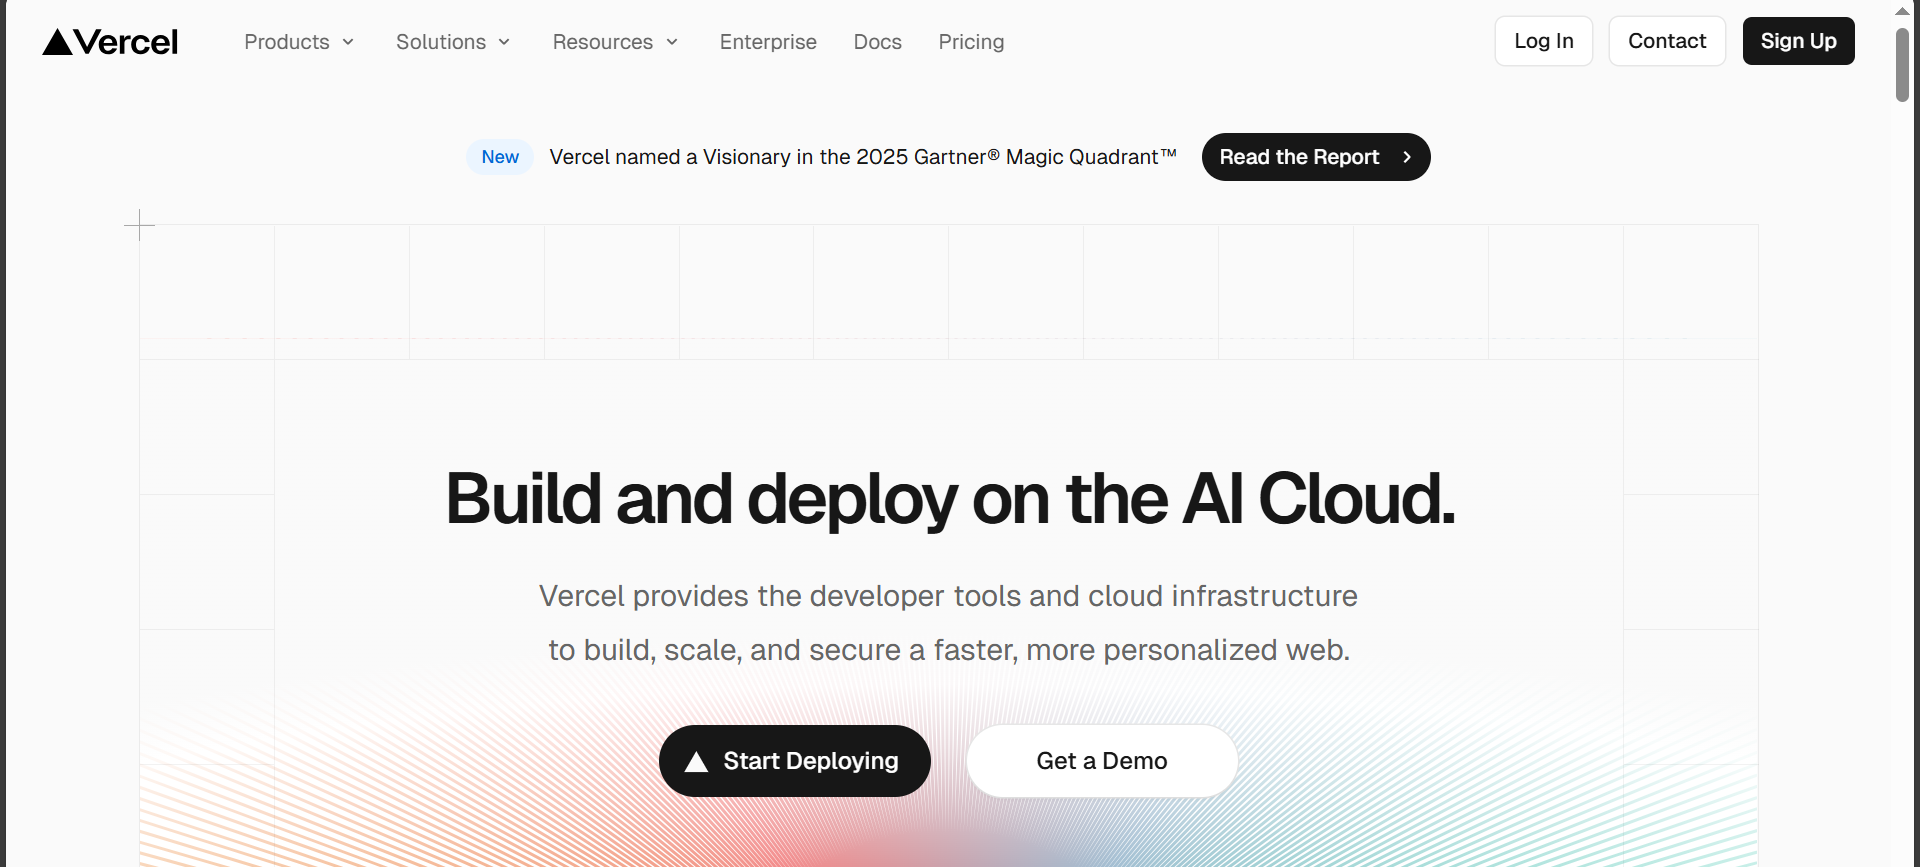 Vercel
Products
Solutions
Resources
Enterprise
Docs
Pricing
Log In
Contact
Sign Up
New
Vercel named a Visionary in the 2025 Gartner® Magic Quadrant™
Read the Report
Build and deploy on the AI Cloud.
Vercel provides the developer tools and cloud infrastructure
to build, scale, and secure a faster, more personalized web.
Start Deploying
Get a Demo